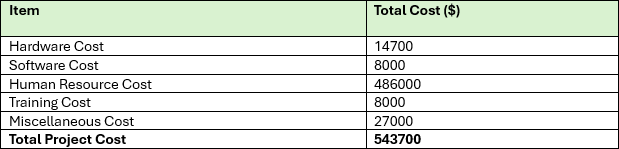 Item Total Cost ($)
Hardware Cost 14700
Software Cost 8000
Human Resource Cost 486000
Training Cost 8000
Miscellaneous Cost 27000
Total Project Cost 543700